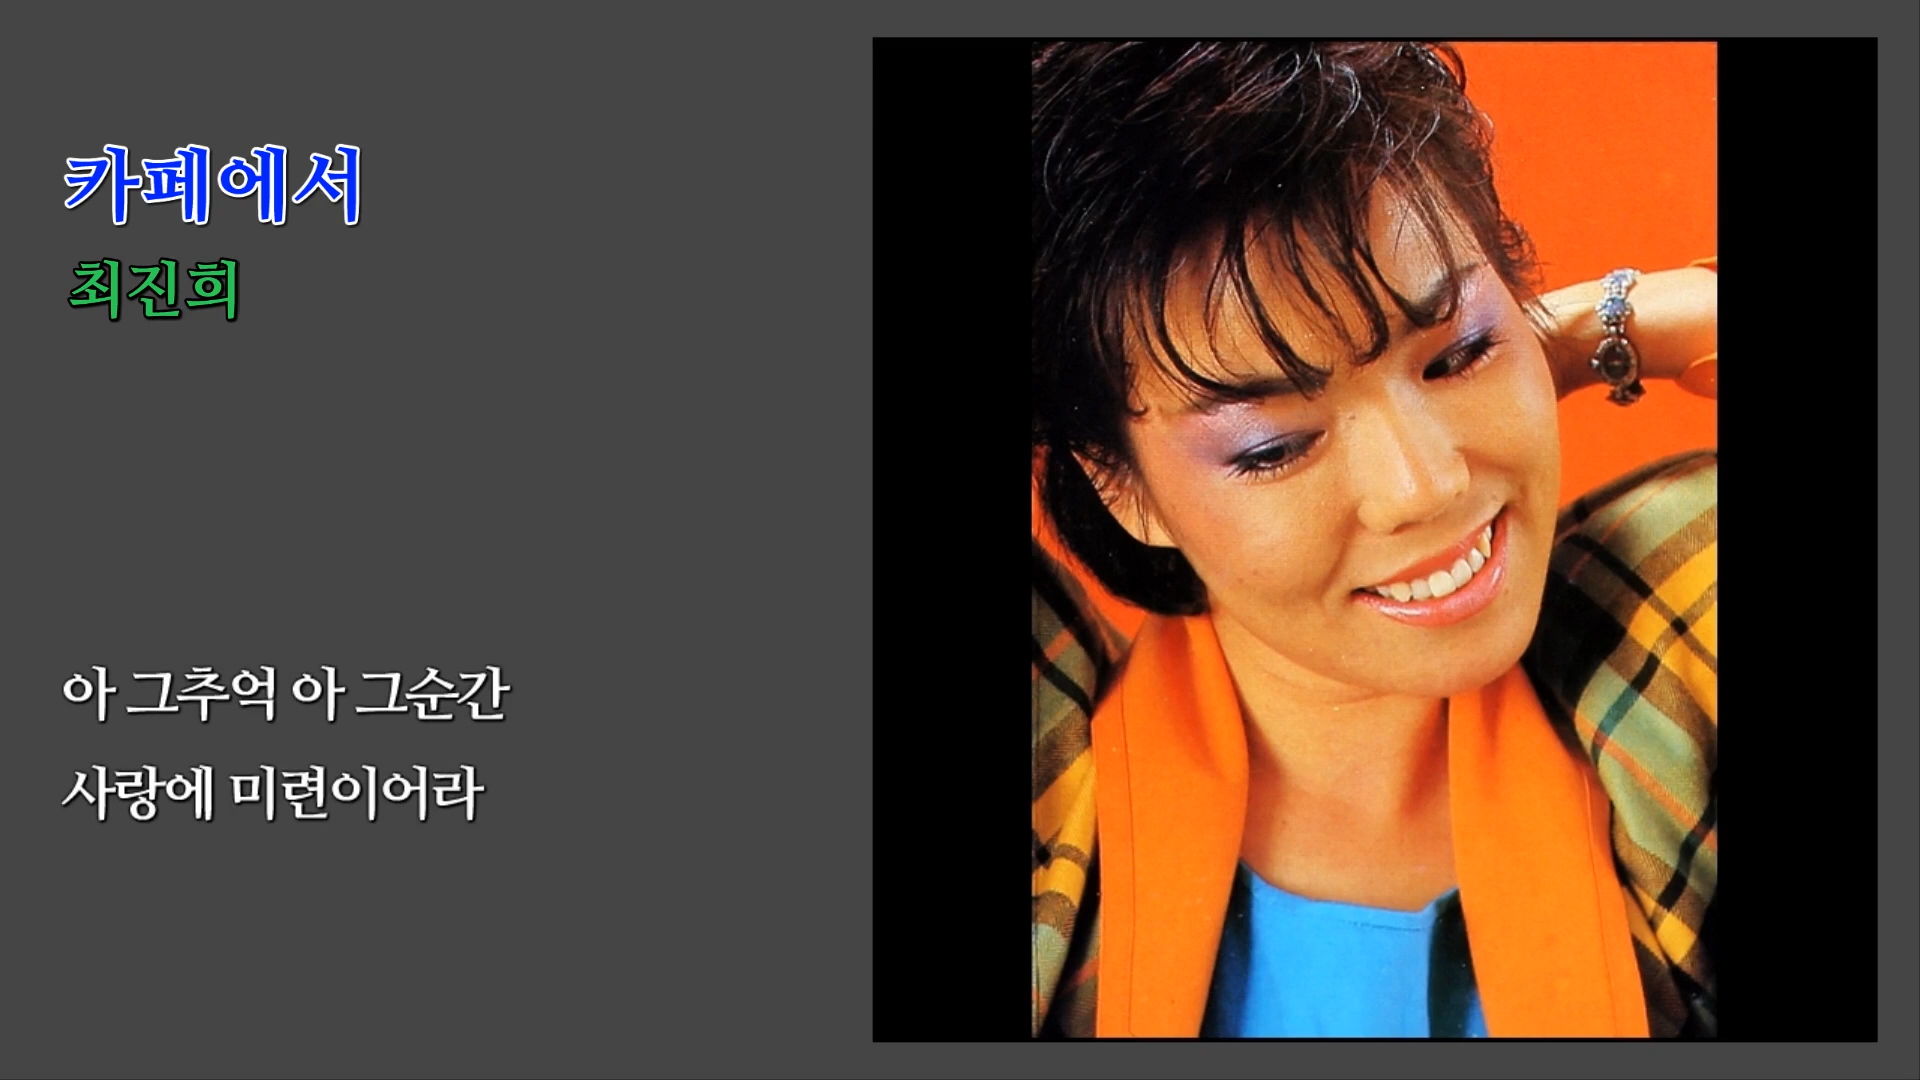 카페에서
최진희
아 그추억 아 그순간
사랑에 미련이어라